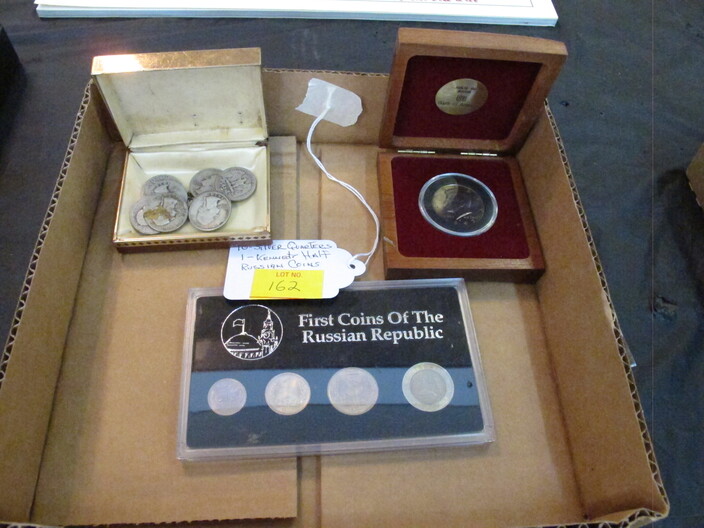 10-SILVER QUARTERS
1-KENNEDY HALF
RUSSIAN COINS
LOT NO.
162
First Coins Of The
Russian Republic